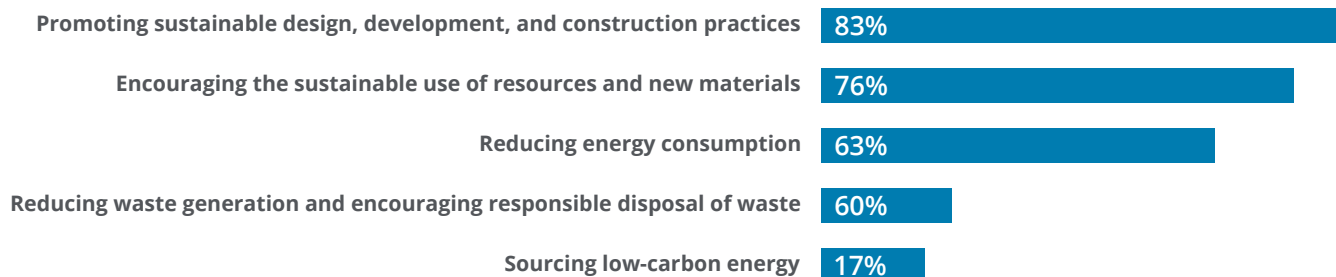 Promoting sustainable design, development, and construction practices 83%
Encouraging the sustainable use of resources and new materials 76%
Reducing energy consumption 63%
Reducing waste generation and encouraging responsible disposal of waste 60%
Sourcing low-carbon energy 17%